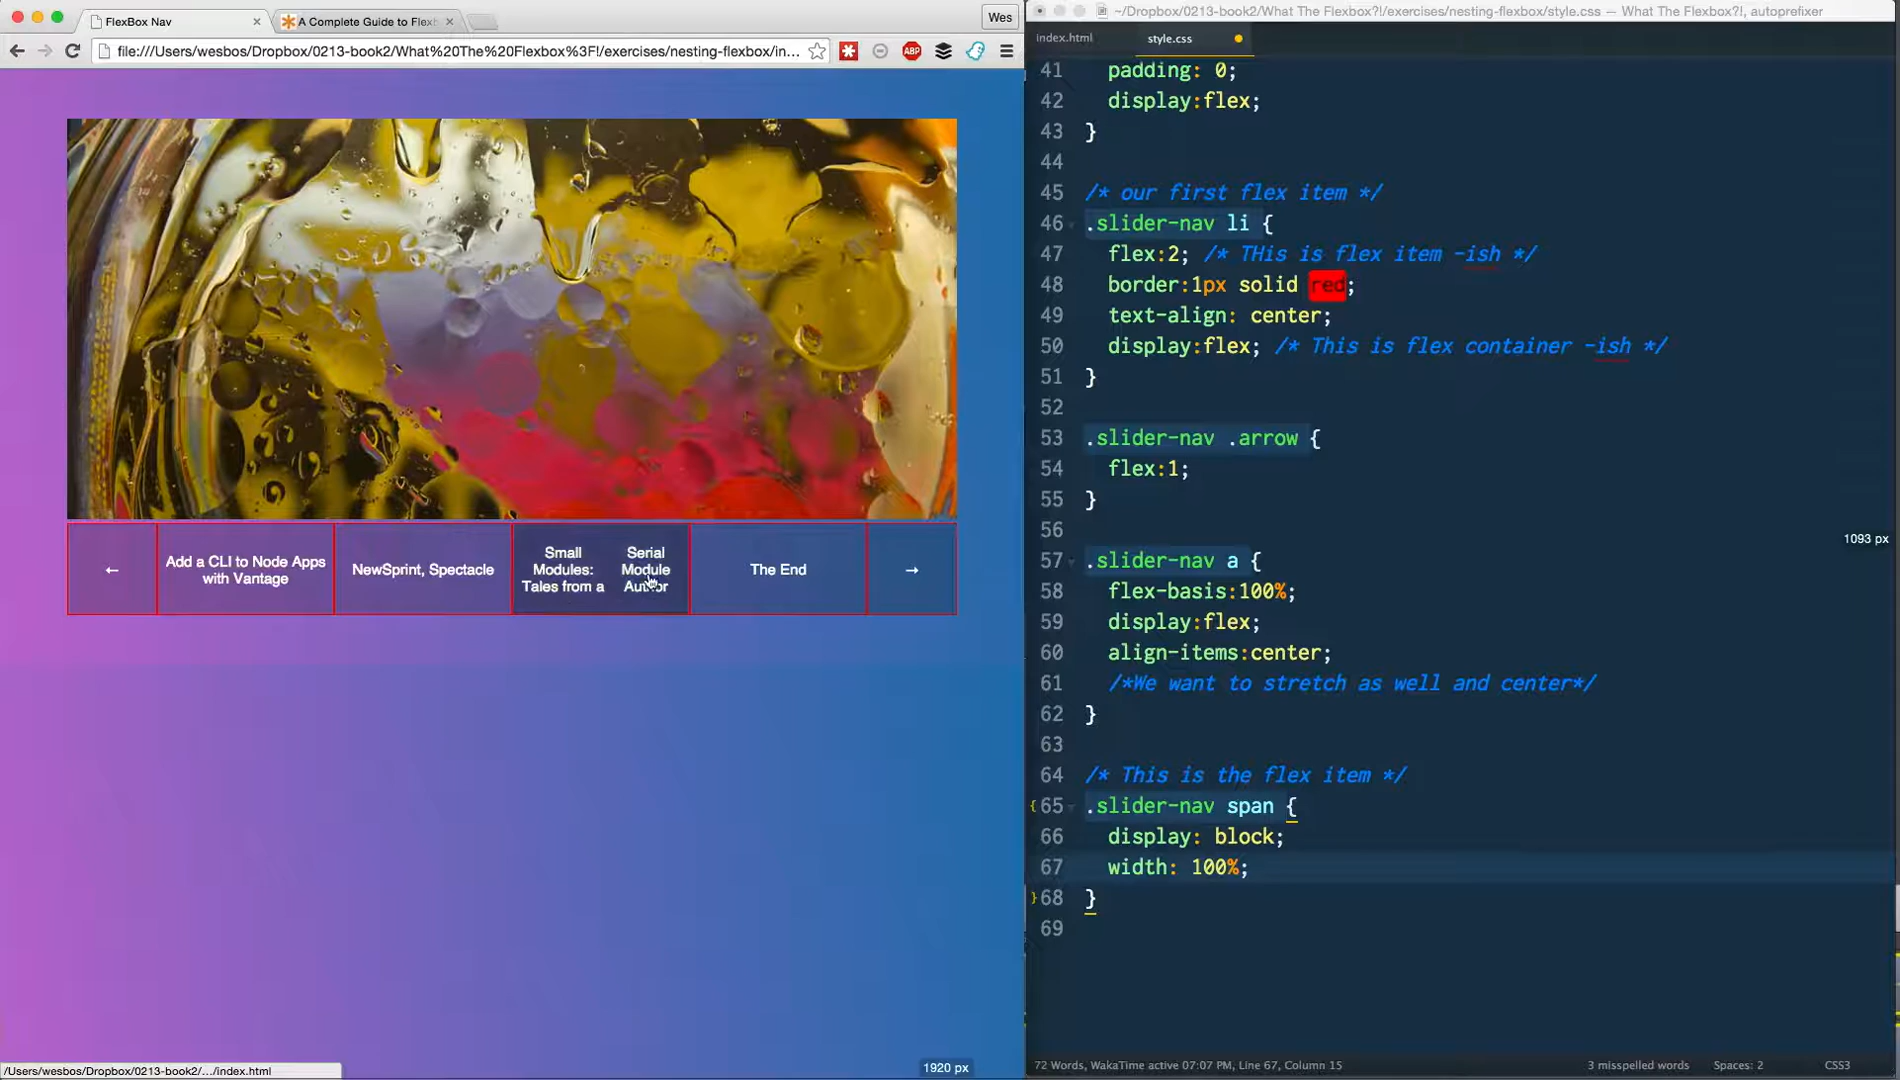 FlexBox Nav
A Complete Guide to Flexb
Wes
file:///Users/wesbos/Dropbox/0213-book2/What%20The%20Flexbox%3F!/exercises/nesting-flexbox/in...
ABP
←
Add a CLI to Node Apps
with Vantage
NewSprint, Spectacle
Small
Modules:
Tales from a
Serial
Module
Author
The End
→
/Users/wesbos/Dropbox/0213-book2/.../index.html
1920 px
~/Dropbox/0213-book2/What The Flexbox?!/exercises/nesting-flexbox/style.css — What The Flexbox?!, autoprefixer
index.html
style.css
41 padding: 0;
42 display:flex;
43 }
44
45 /* our first flex item */
46 .slider-nav li {
47 flex:2; /* THis is flex item -ish */
48 border:1px solid red;
49 text-align: center;
50 display:flex; /* This is flex container -ish */
51 }
52
53 .slider-nav .arrow {
54 flex:1;
55 }
56
1093 px
57 .slider-nav a {
58 flex-basis:100%;
59 display:flex;
60 align-items:center;
61 /*We want to stretch as well and center*/
62 }
63
64 /* This is the flex item */
{65 .slider-nav span {
66 display: block;
67 width: 100%;
}68 }
69
72 Words, WakaTime active 07:07 PM, Line 67, Column 15
3 misspelled words
Spaces: 2
CSS3